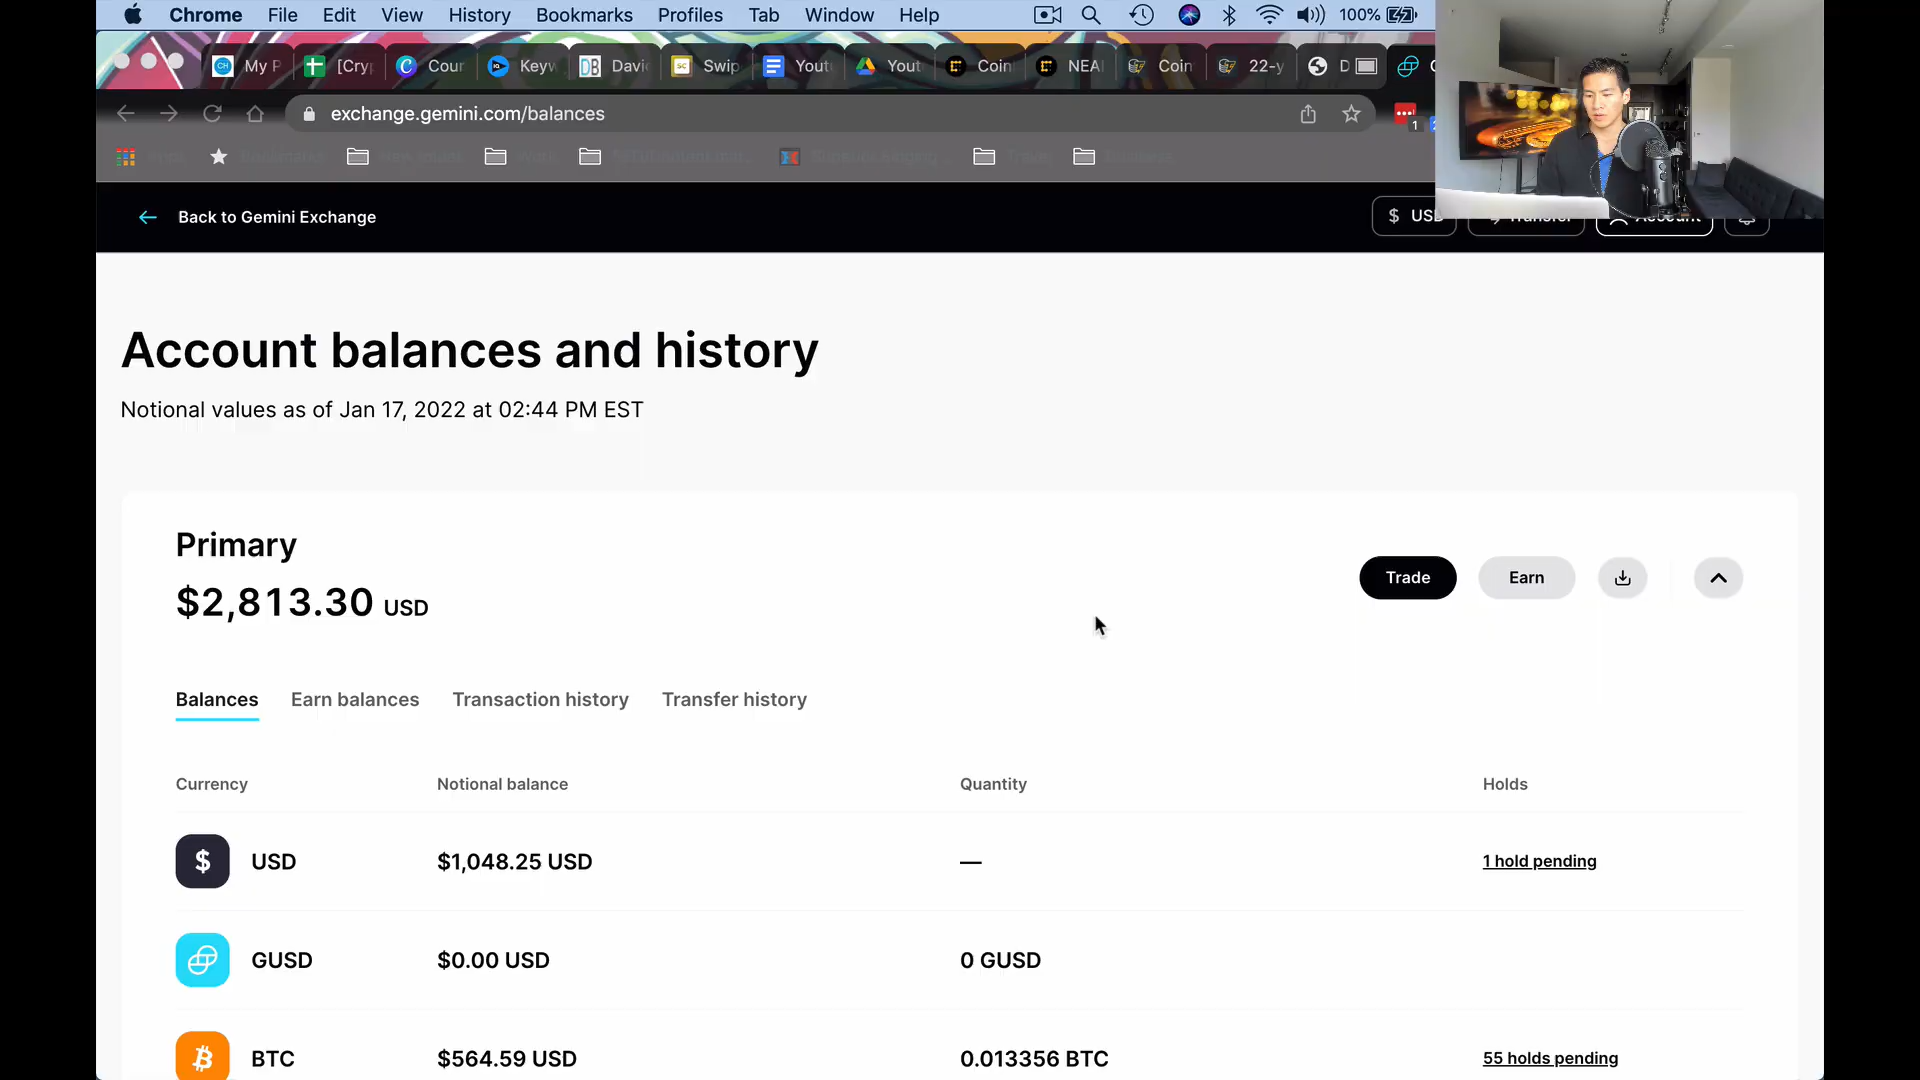 Chrome File Edit View History Bookmarks Profiles Tab Window Help 100%
My P [Cry Cour Keyw Davi Swip Yout Yout Coin NEA Coin 22-y D
exchange.gemini.com/balances
1
Back to Gemini Exchange $ USD Transfer Account
Account balances and history
Notional values as of Jan 17, 2022 at 02:44 PM EST
Primary
$2,813.30 USD
Trade Earn
Balances Earn balances Transaction history Transfer history
Currency Notional balance Quantity Holds
$ USD $1,048.25 USD — 1 hold pending
GUSD $0.00 USD 0 GUSD
BTC $564.59 USD 0.013356 BTC 55 holds pending